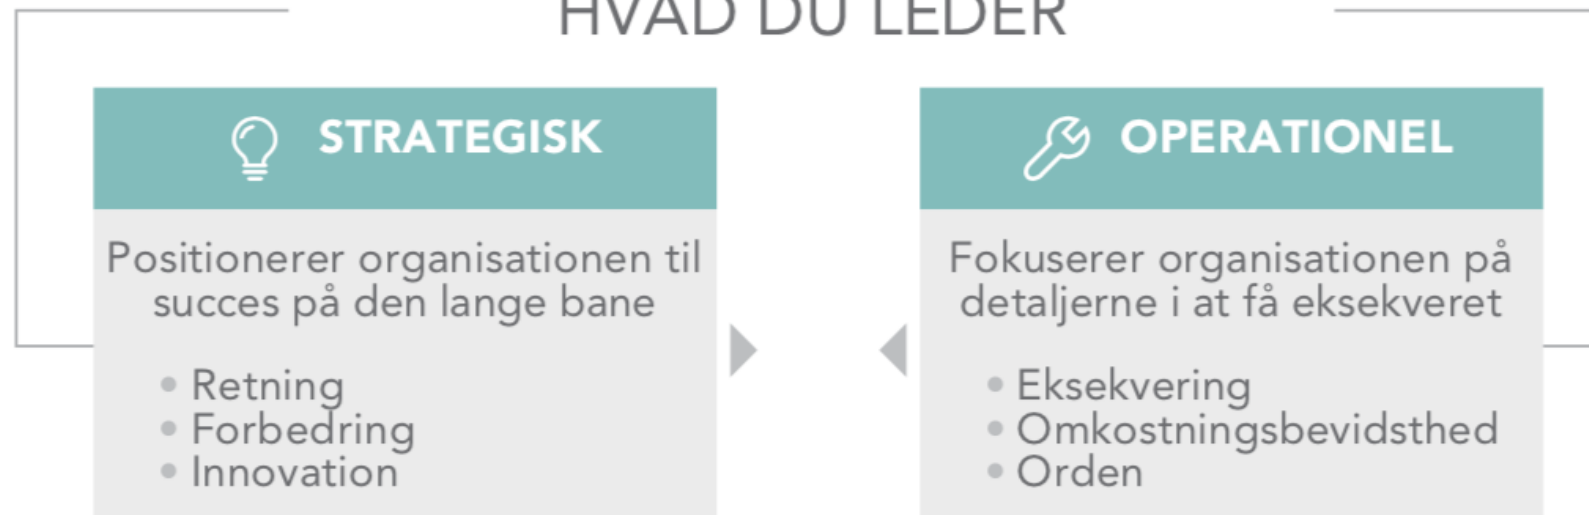 HVAD DU LEDER
STRATEGISK
Positionerer organisationen til
succes på den lange bane
• Retning
• Forbedring
• Innovation
OPERATIONEL
Fokuserer organisationen på
detaljerne i at få eksekveret
• Eksekvering
• Omkostningsbevidsthed
• Orden